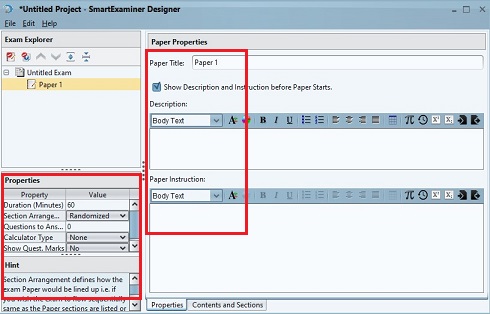 *Untitled Project - SmartExaminer Designer
File Edit Help
Exam Explorer
Untitled Exam
Paper 1
Properties
Property Value
Duration (Minutes) 60
Section Arrange... Randomized
Questions to Ans... 0
Calculator Type None
Show Quest. Marks No
Hint
Section Arrangement defines how the
exam Paper would be lined up i.e. if
you wish the exam to flow sequentially
same as the Paper sections are listed or
Paper Properties
Paper Title: Paper 1
Show Description and Instruction before Paper Starts.
Description:
Body Text A B I U π X² X₂
Paper Instruction:
Body Text A B I U π X² X₂
Properties Contents and Sections